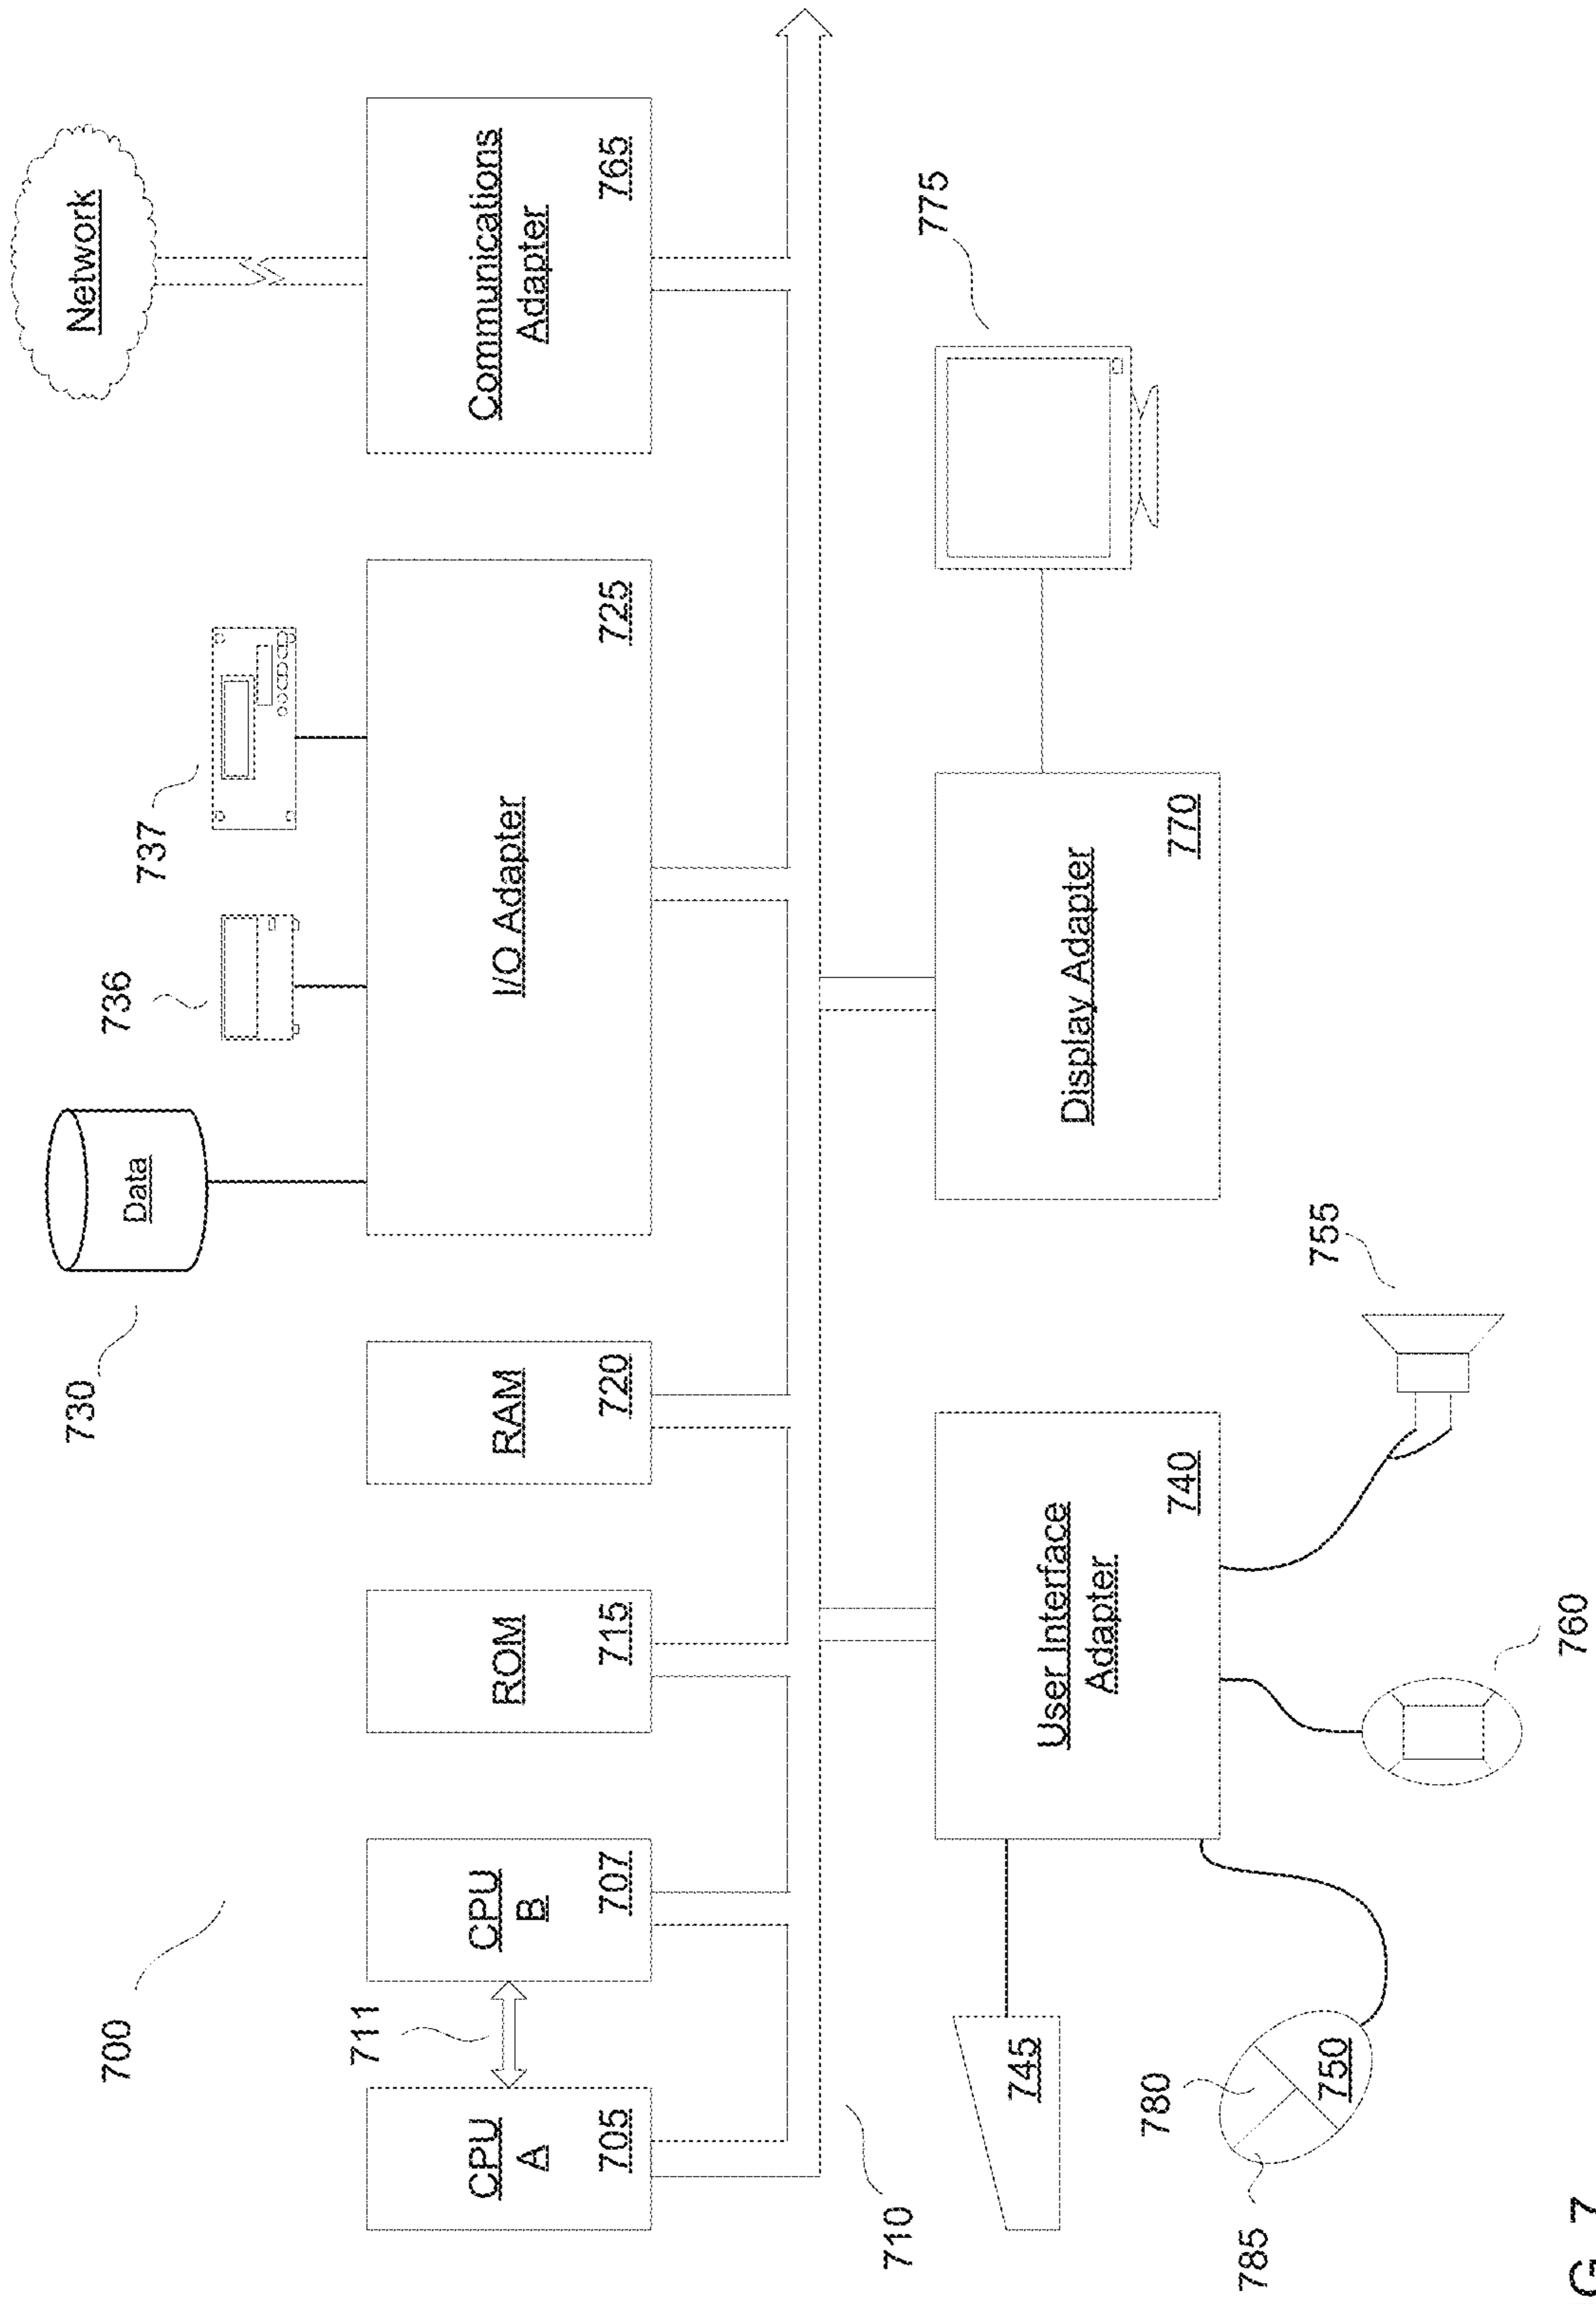 700
Network
730
Data
736
737
711
CPU
A
705
CPU
B
707
ROM
715
RAM
720
I/O Adapter
725
Communications
Adapter
765
710
745
780
785
750
User Interface
Adapter
740
760
755
Display Adapter
770
775
G. 7